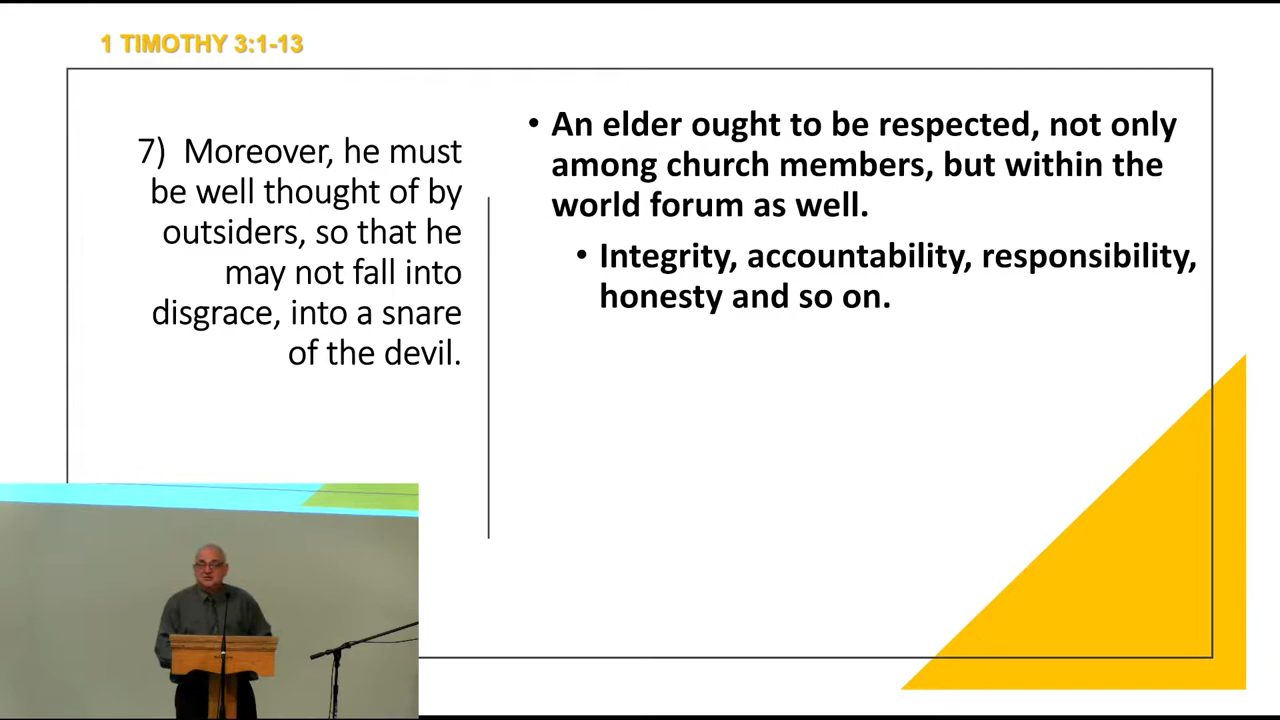 1 TIMOTHY 3:1-13
7) Moreover, he must
be well thought of by
outsiders, so that he
may not fall into
disgrace, into a snare
of the devil.
• An elder ought to be respected, not only
among church members, but within the
world forum as well.
• Integrity, accountability, responsibility,
honesty and so on.